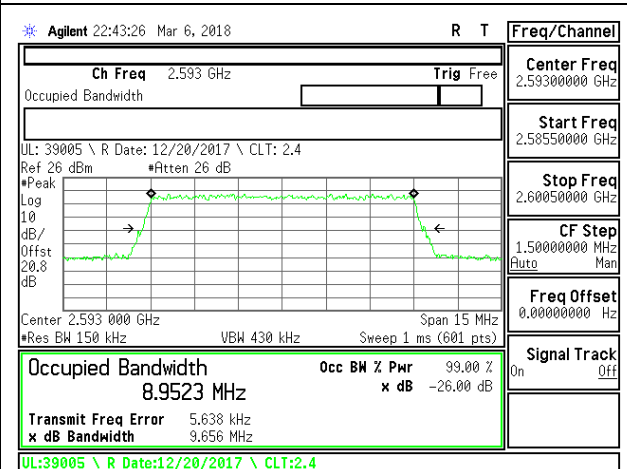 Agilent 22:43:26 Mar 6, 2018 R T Freq/Channel
Ch Freq 2.593 GHz Trig Free
Occupied Bandwidth
Center Freq
2.59300000 GHz
Start Freq
2.58550000 GHz
Stop Freq
2.60050000 GHz
CF Step
1.50000000 MHz
Auto Man
Freq Offset
0.00000000 Hz
Signal Track
On Off
UL: 39005 \ R Date: 12/20/2017 \ CLT: 2.4
Ref 26 dBm #Atten 26 dB
#Peak
Log
10
dB/
Offst
20.8
dB
Center 2.593 000 GHz Span 15 MHz
#Res BW 150 kHz VBW 430 kHz Sweep 1 ms (601 pts)
Occupied Bandwidth Occ BW % Pwr 99.00 %
8.9523 MHz x dB -26.00 dB
Transmit Freq Error 5.638 kHz
x dB Bandwidth 9.656 MHz
UL:39005 \ R Date:12/20/2017 \ CLT:2.4